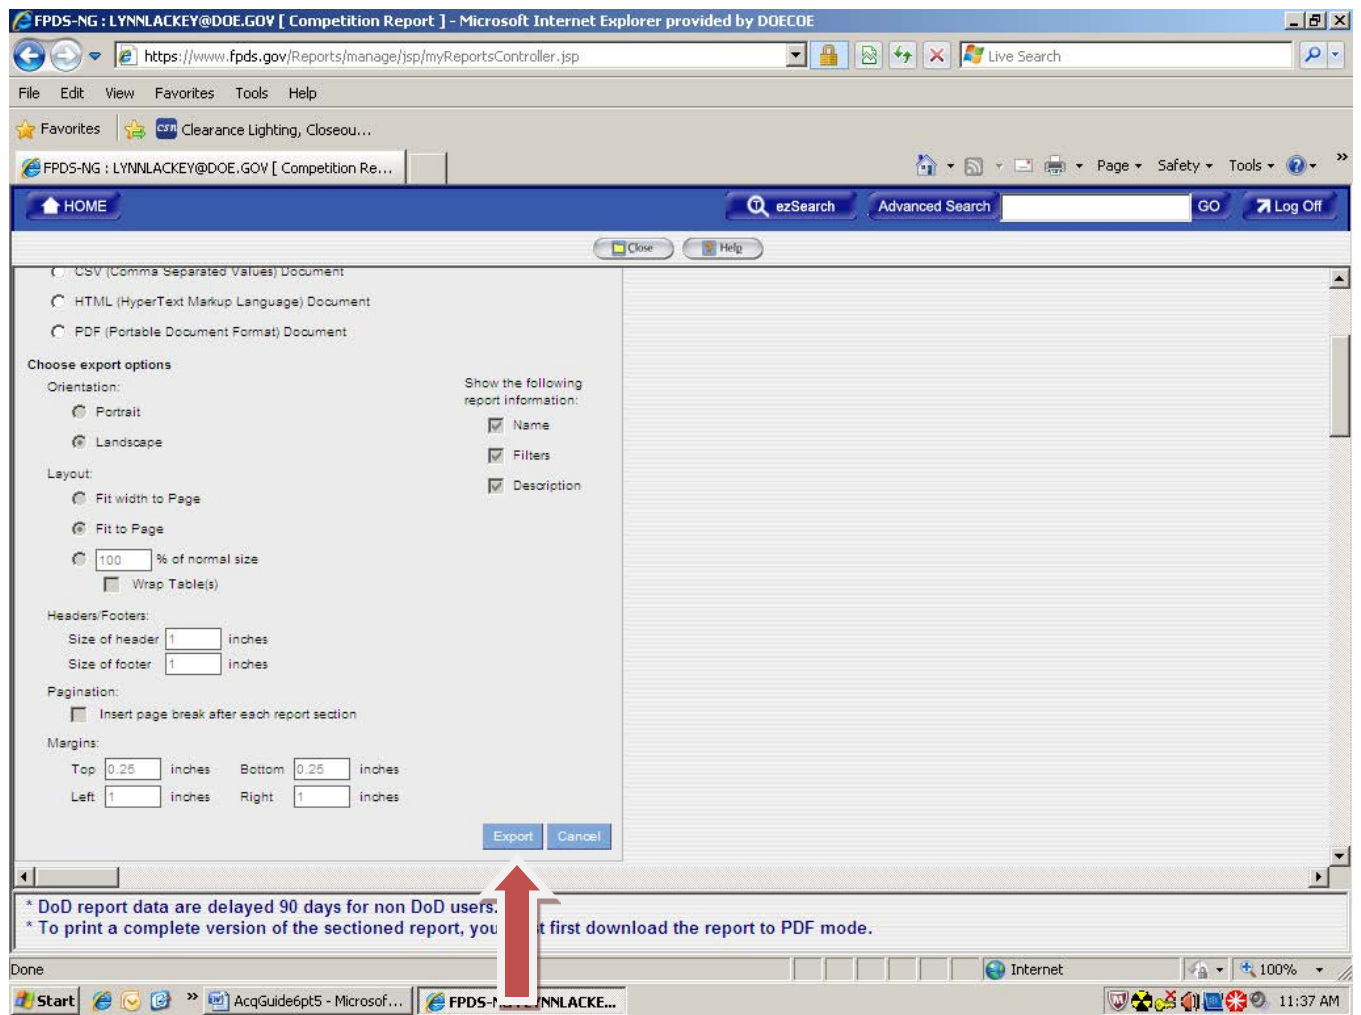 FPDS-NG : LYNNLACKEY@DOE.GOV [ Competition Report ] - Microsoft Internet Explorer provided by DOECOE
https://www.fpds.gov/Reports/manage/jsp/myReportsController.jsp
Live Search
File Edit View Favorites Tools Help
Favorites csn Clearance Lighting, Closeou...
FPDS-NG : LYNNLACKEY@DOE.GOV [ Competition Re...
Page Safety Tools
HOME ezSearch Advanced Search GO Log Off
Close Help
CSV (Comma Separated Values) Document
HTML (HyperText Markup Language) Document
PDF (Portable Document Format) Document
Choose export options
Orientation:
Portrait
Landscape
Show the following
report information:
Name
Filters
Description
Layout:
Fit width to Page
Fit to Page
100 % of normal size
Wrap Table(s)
Headers/Footers:
Size of header 1 inches
Size of footer 1 inches
Pagination:
Insert page break after each report section
Margins:
Top 0.25 inches Bottom 0.25 inches
Left 1 inches Right 1 inches
Export Cancel
* DoD report data are delayed 90 days for non DoD users.
* To print a complete version of the sectioned report, you first download the report to PDF mode.
Done Internet 100%
Start AcqGuide6pt5 - Microsof... FPDS-NG : LYNNLACKE... 11:37 AM